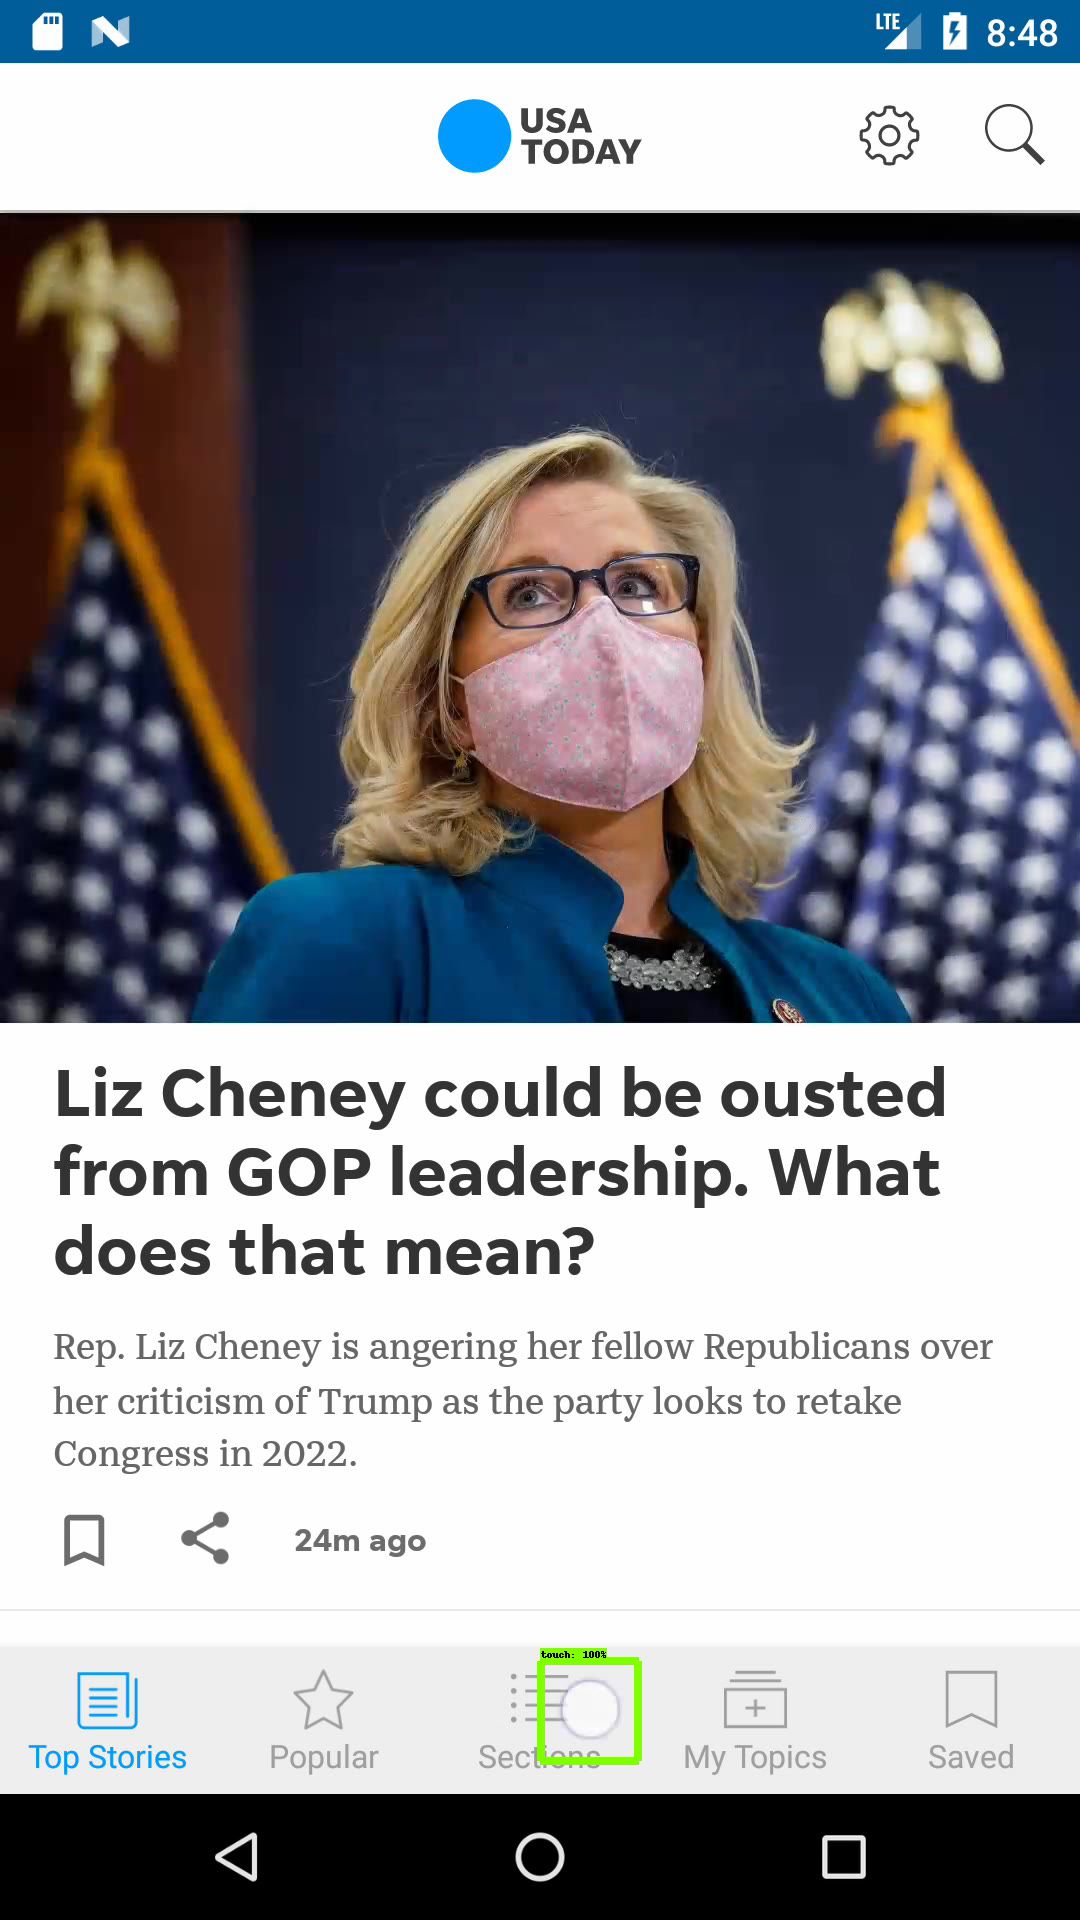 LTE
8:48
USA
TODAY
Liz Cheney could be ousted
from GOP leadership. What
does that mean?
Rep. Liz Cheney is angering her fellow Republicans over
her criticism of Trump as the party looks to retake
Congress in 2022.
24m ago
touch: 100%
Top Stories
Popular
Sections
My Topics
Saved